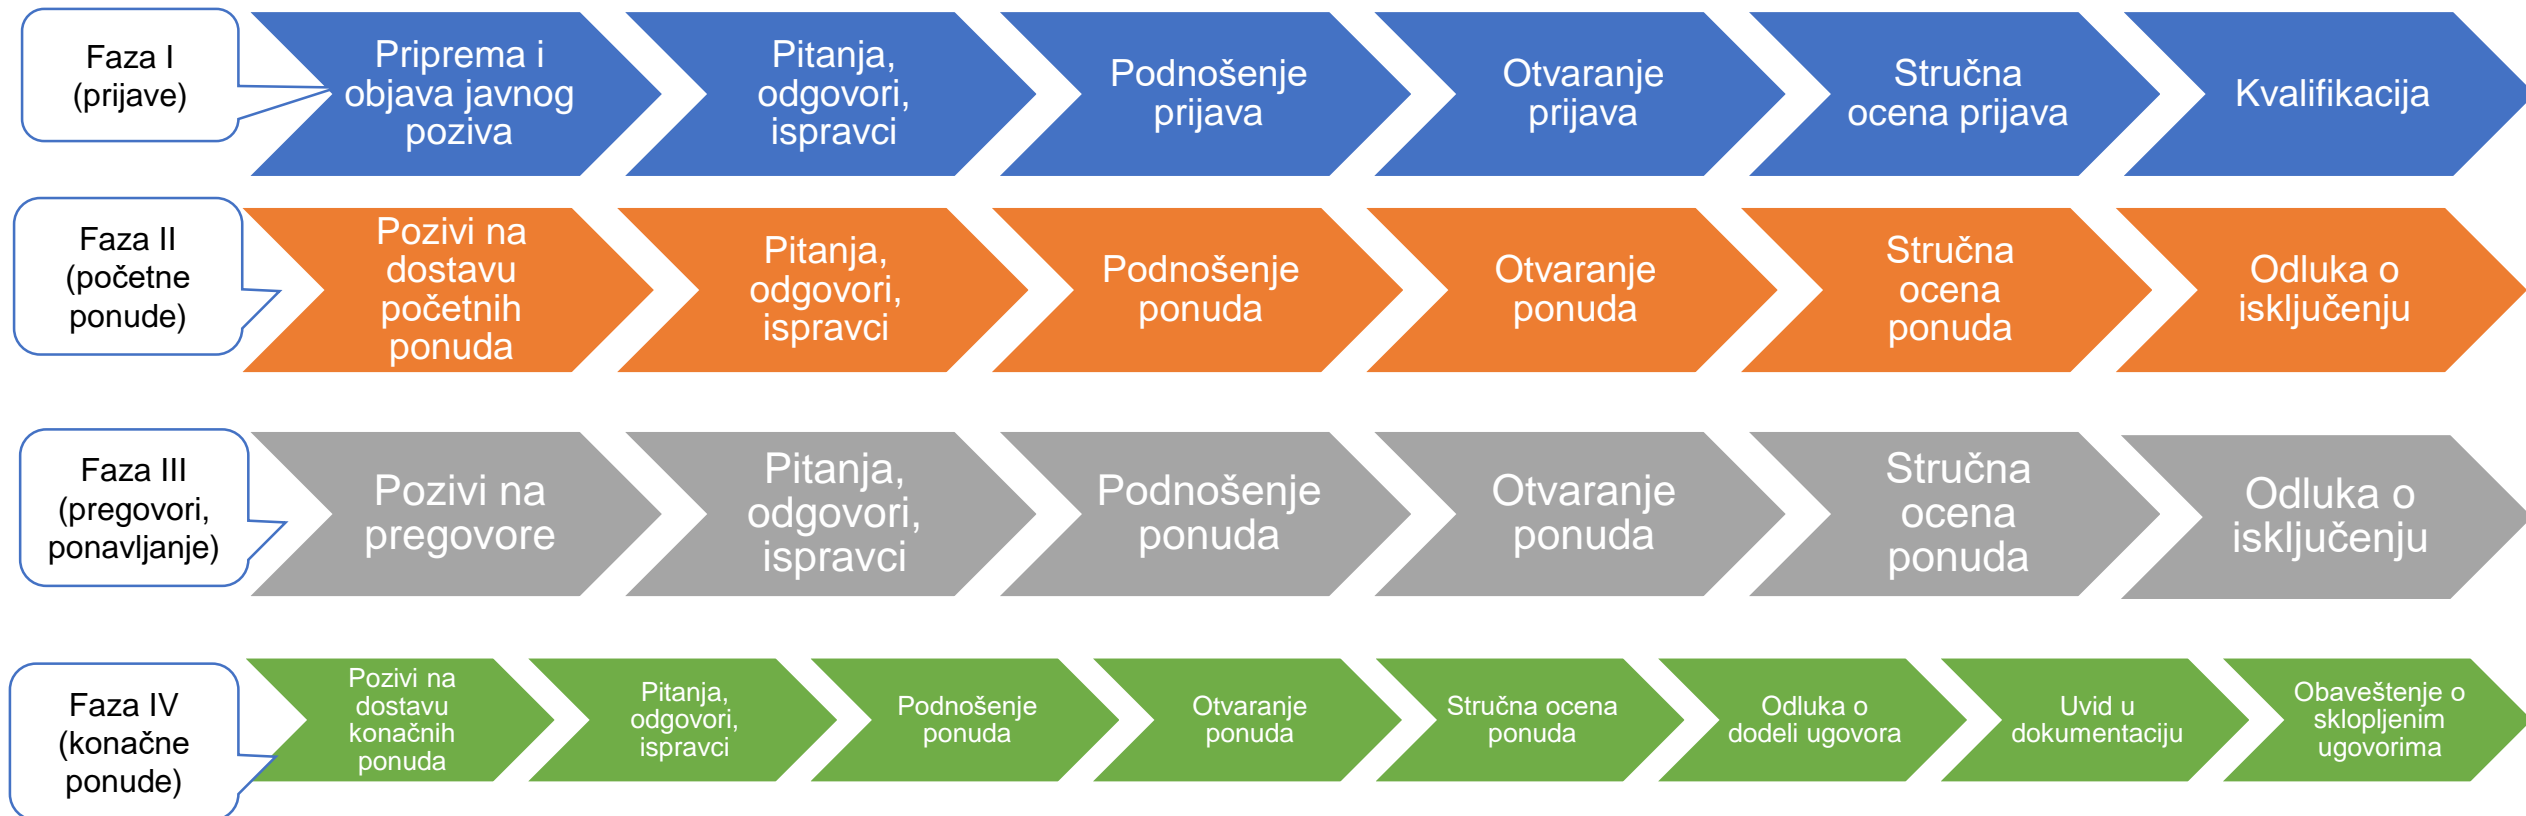 Faza I
(prijave)
Priprema i
objava javnog
poziva
Pitanja,
odgovori,
ispravci
Podnošenje
prijava
Otvaranje
prijava
Stručna
ocena prijava
Kvalifikacija
Faza II
(početne
ponude)
Pozivi na
dostavu
početnih
ponuda
Pitanja,
odgovori,
ispravci
Podnošenje
ponuda
Otvaranje
ponuda
Stručna
ocena
ponuda
Odluka o
isključenju
Faza III
(pregovori,
ponavljanje)
Pozivi na
pregovore
Pitanja,
odgovori,
ispravci
Podnošenje
ponuda
Otvaranje
ponuda
Stručna
ocena
ponuda
Odluka o
isključenju
Faza IV
(konačne
ponude)
Pozivi na
dostavu
konačnih
ponuda
Pitanja,
odgovori,
ispravci
Podnošenje
ponuda
Otvaranje
ponuda
Stručna ocena
ponuda
Odluka o
dodeli ugovora
Uvid u
dokumentaciju
Obaveštenje o
sklopljenim
ugovorima